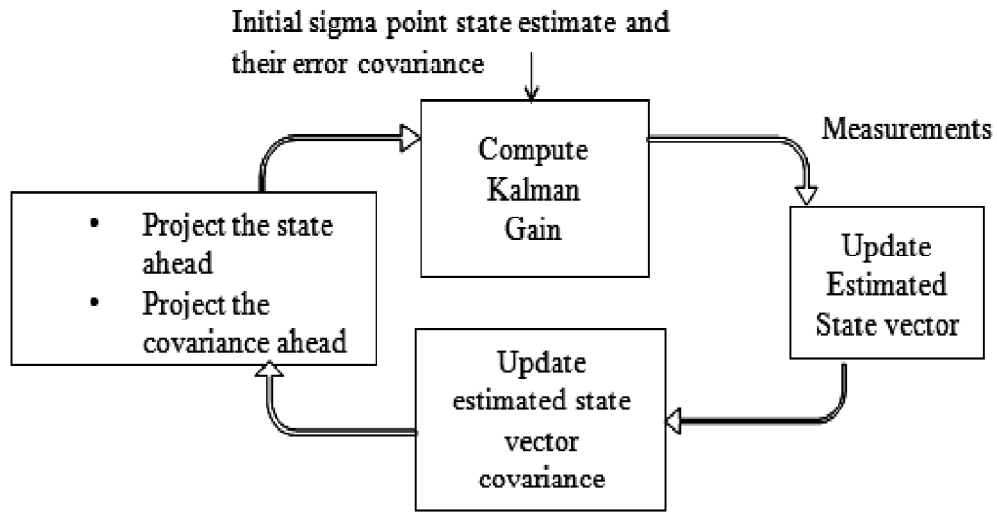 Initial sigma point state estimate and
their error covariance
Compute
Kalman
Gain
Measurements
Update
Estimated
State vector
Update
estimated state
vector
covariance
• Project the state
ahead
• Project the
covariance ahead